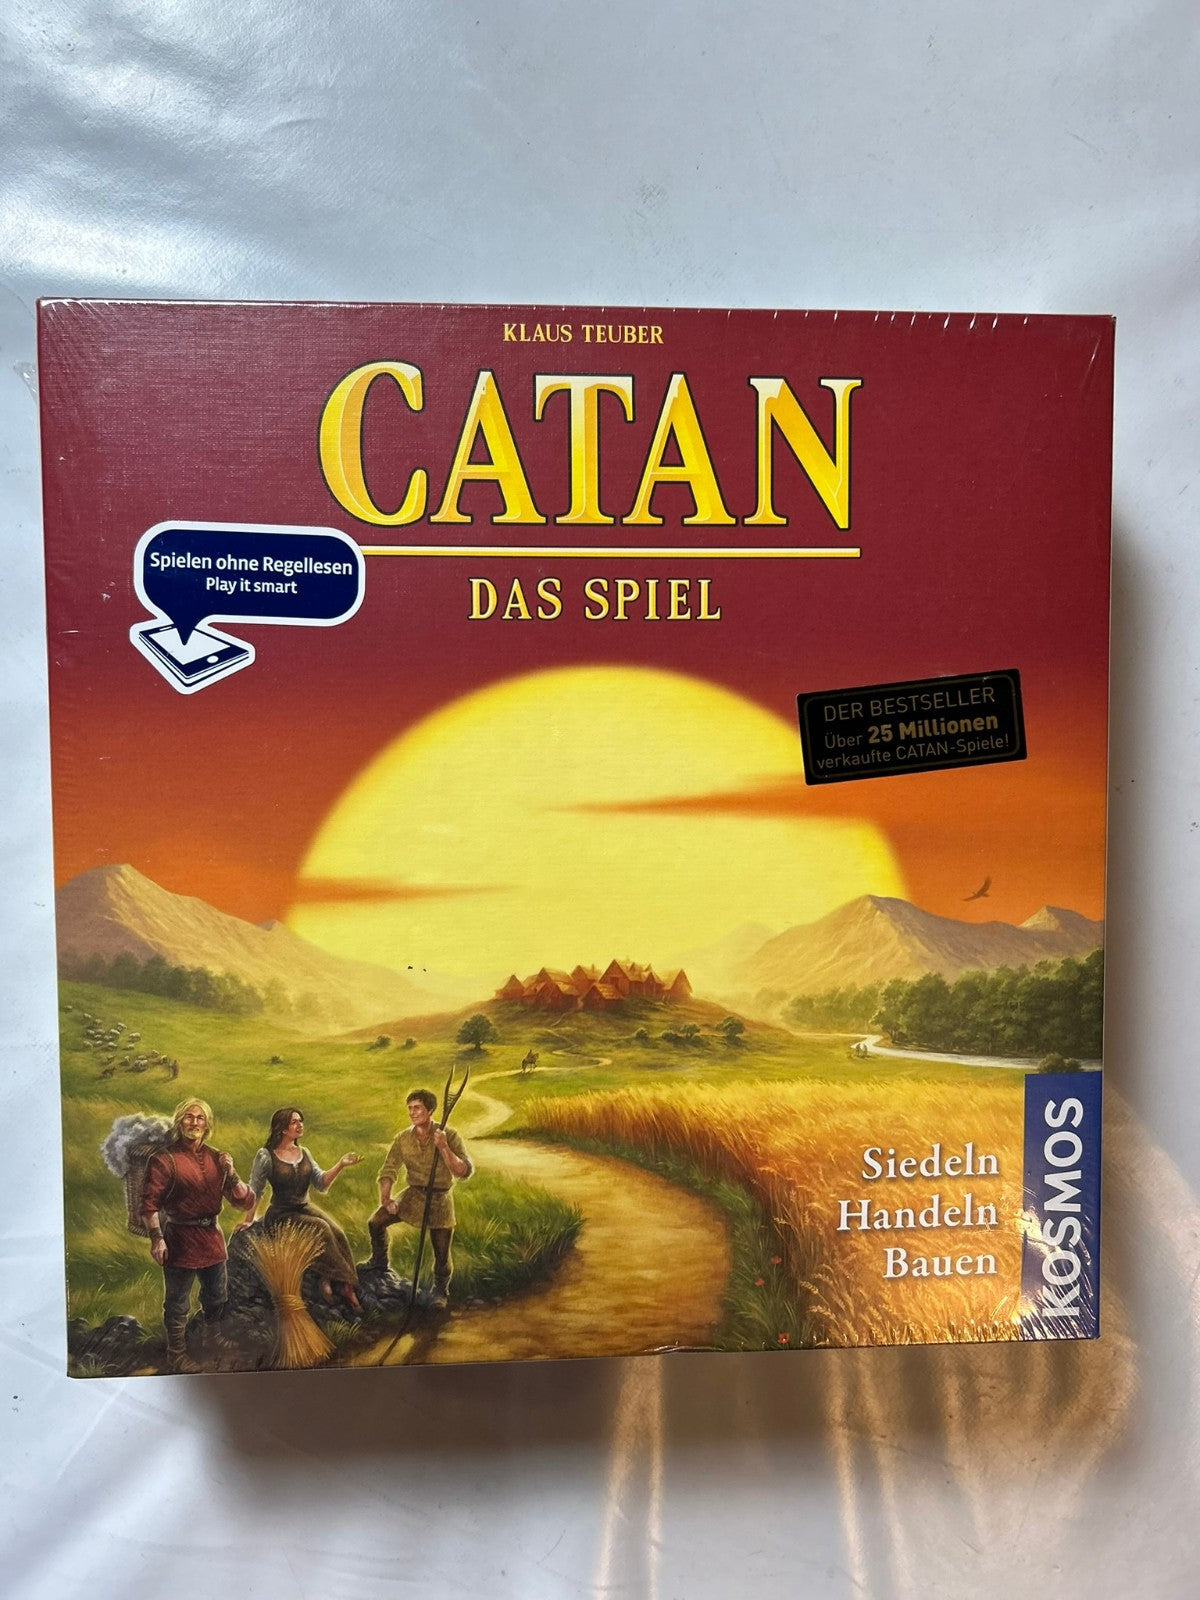 KLAUS TEUBER
CATAN
DAS SPIEL
Spielen ohne Regellesen
Play it smart
DER BESTSELLER
Über 25 Millionen
verkaufte CATAN-Spiele!
Siedeln
Handeln
Bauen
KOSMOS